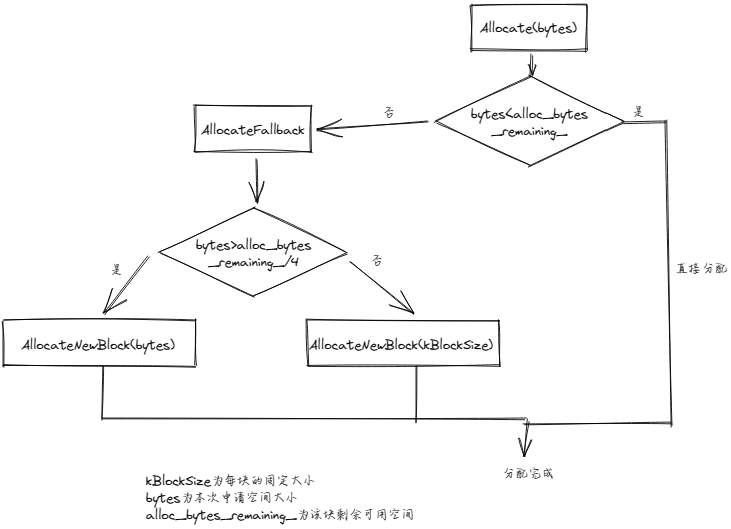 Allocate(bytes)
bytes<alloc_bytes
_remaining_
否
是
AllocateFallback
bytes>alloc_bytes
_remaining_/4
是
否
直接分配
AllocateNewBlock(bytes)
AllocateNewBlock(kBlockSize)
分配完成
kBlockSize为每块的固定大小
bytes为本次申请空间大小
alloc_bytes_remaining_为该块剩余可用空间